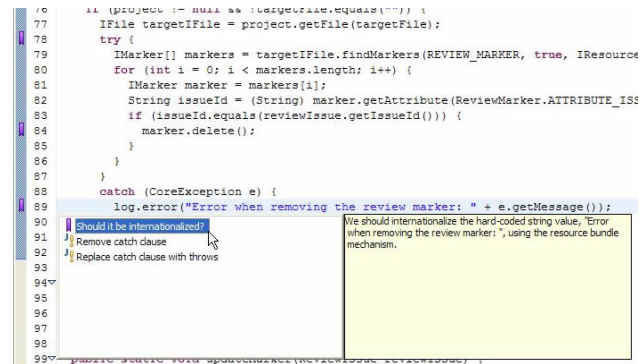 76 if (project != null && !targetFile.equals("")) {
77 IFile targetIFile = project.getFile(targetFile);
78 try {
79 IMarker[] markers = targetIFile.findMarkers(REVIEW_MARKER, true, IResource
80 for (int i = 0; i < markers.length; i++) {
81 IMarker marker = markers[i];
82 String issueId = (String) marker.getAttribute(ReviewMarker.ATTRIBUTE_ISS
83 if (issueId.equals(reviewIssue.getIssueId())) {
84 marker.delete();
85 }
86 }
87 }
88 catch (CoreException e) {
89 log.error("Error when removing the review marker: " + e.getMessage());
90
91
92
93
94
95
96
97
98
99 public static void updateMarker(ReviewIssue reviewIssue) {
Should it be internationalized?
Remove catch clause
Replace catch clause with throws
We should internationalize the hard-coded string value, "Error
when removing the review marker: ", using the resource bundle
mechanism.